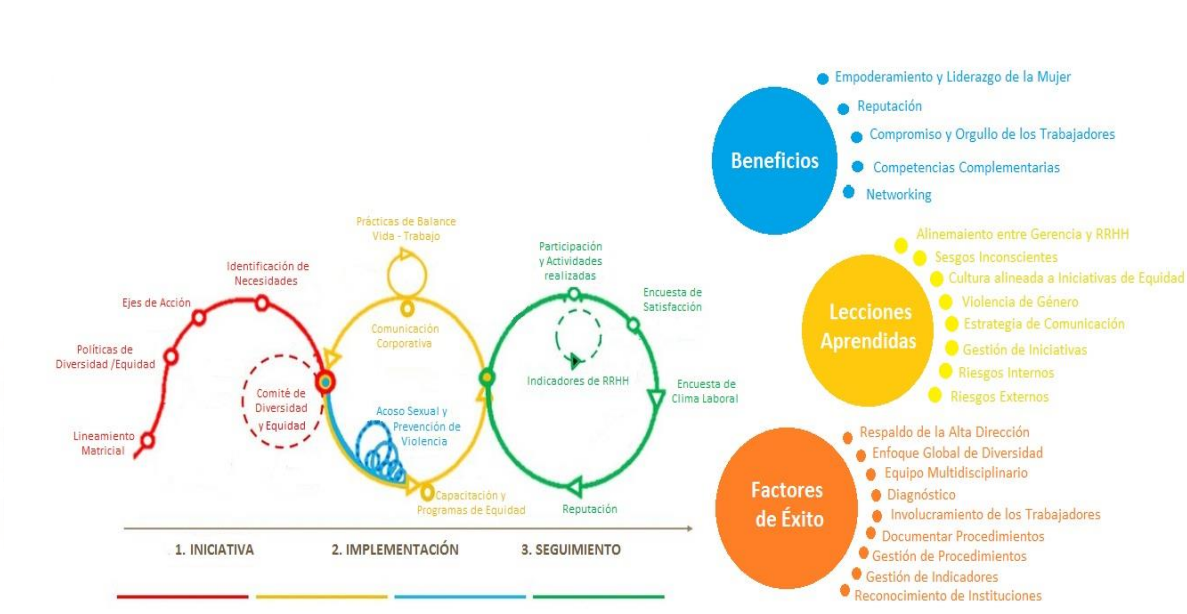 Prácticas de Balance
Vida - Trabajo
Identificación de
Necesidades
Ejes de Acción
Políticas de
Diversidad /Equidad
Lineamiento
Matricial
Comité de
Diversidad
y Equidad
Comunicación
Corporativa
Acoso Sexual y
Prevención de
Violencia
Capacitación y
Programas de Equidad
Participación
y Actividades
realizadas
Encuesta de
Satisfacción
Indicadores de RRHH
Encuesta de
Clima Laboral
Reputación
1. INICIATIVA
2. IMPLEMENTACIÓN
3. SEGUIMIENTO
Beneficios
Empoderamiento y Liderazgo de la Mujer
Reputación
Compromiso y Orgullo de los Trabajadores
Competencias Complementarias
Networking
Lecciones
Aprendidas
Alinemaiento entre Gerencia y RRHH
Sesgos Inconscientes
Cultura alineada a Iniciativas de Equidad
Violencia de Género
Estrategia de Comunicación
Gestión de Iniciativas
Riesgos Internos
Riesgos Externos
Factores
de Éxito
Respaldo de la Alta Dirección
Enfoque Global de Diversidad
Equipo Multidisciplinario
Diagnóstico
Involucramiento de los Trabajadores
Documentar Procedimientos
Gestión de Procedimientos
Gestión de Indicadores
Reconocimiento de Instituciones